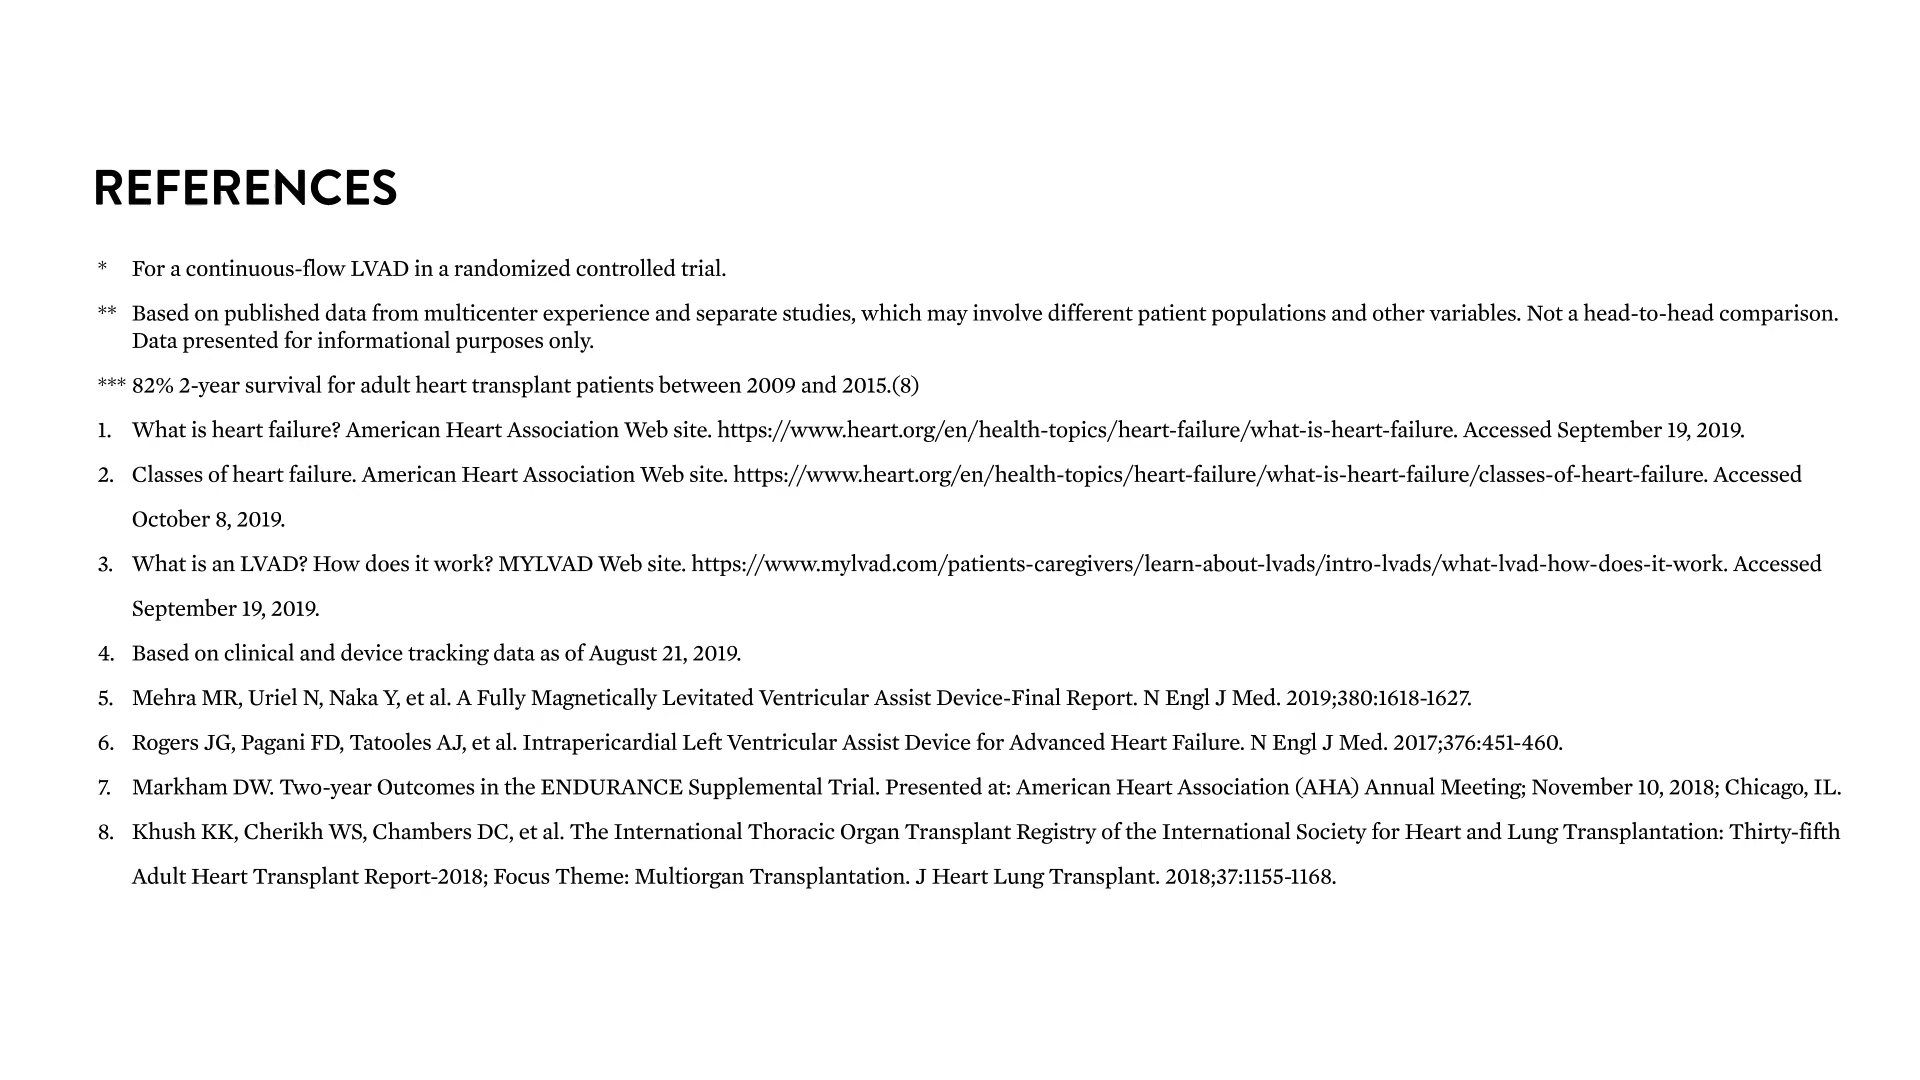 REFERENCES
* For a continuous-flow LVAD in a randomized controlled trial.
** Based on published data from multicenter experience and separate studies, which may involve different patient populations and other variables. Not a head-to-head comparison.
Data presented for informational purposes only.
*** 82% 2-year survival for adult heart transplant patients between 2009 and 2015.(8)
1. What is heart failure? American Heart Association Web site. https://www.heart.org/en/health-topics/heart-failure/what-is-heart-failure. Accessed September 19, 2019.
2. Classes of heart failure. American Heart Association Web site. https://www.heart.org/en/health-topics/heart-failure/what-is-heart-failure/classes-of-heart-failure. Accessed
October 8, 2019.
3. What is an LVAD? How does it work? MYLVAD Web site. https://www.mylvad.com/patients-caregivers/learn-about-lvads/intro-lvads/what-lvad-how-does-it-work. Accessed
September 19, 2019.
4. Based on clinical and device tracking data as of August 21, 2019.
5. Mehra MR, Uriel N, Naka Y, et al. A Fully Magnetically Levitated Ventricular Assist Device-Final Report. N Engl J Med. 2019;380:1618-1627.
6. Rogers JG, Pagani FD, Tatooles AJ, et al. Intrapericardial Left Ventricular Assist Device for Advanced Heart Failure. N Engl J Med. 2017;376:451-460.
7. Markham DW. Two-year Outcomes in the ENDURANCE Supplemental Trial. Presented at: American Heart Association (AHA) Annual Meeting; November 10, 2018; Chicago, IL.
8. Khush KK, Cherikh WS, Chambers DC, et al. The International Thoracic Organ Transplant Registry of the International Society for Heart and Lung Transplantation: Thirty-fifth
Adult Heart Transplant Report-2018; Focus Theme: Multiorgan Transplantation. J Heart Lung Transplant. 2018;37:1155-1168.